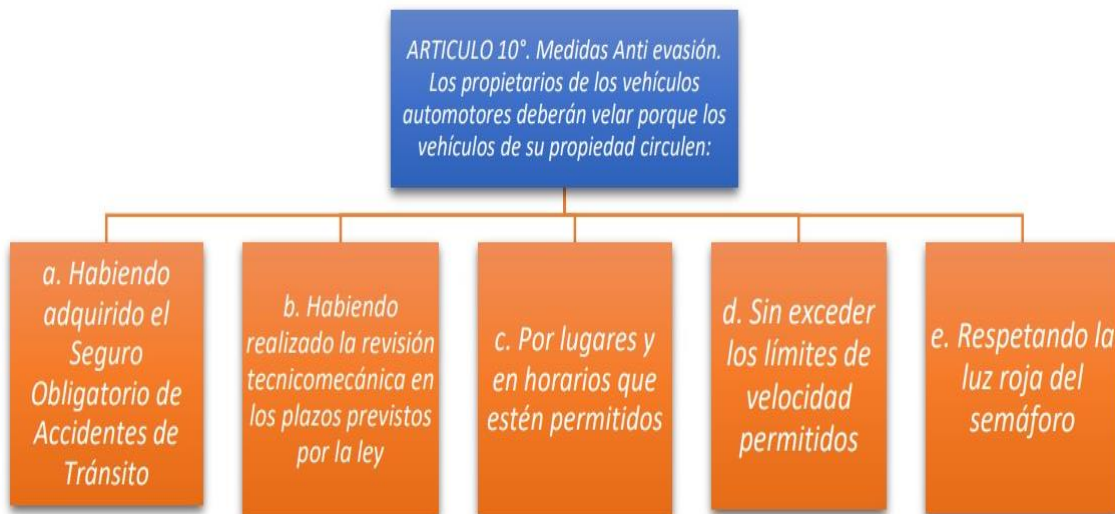 ARTICULO 10°. Medidas Anti evasión.
Los propietarios de los vehículos
automotores deberán velar porque los
vehículos de su propiedad circulen:
a. Habiendo
adquirido el
Seguro
Obligatorio de
Accidentes de
Tránsito
b. Habiendo
realizado la revisión
tecnicomecánica en
los plazos previstos
por la ley
c. Por lugares y
en horarios que
estén permitidos
d. Sin exceder
los límites de
velocidad
permitidos
e. Respetando la
luz roja del
semáforo